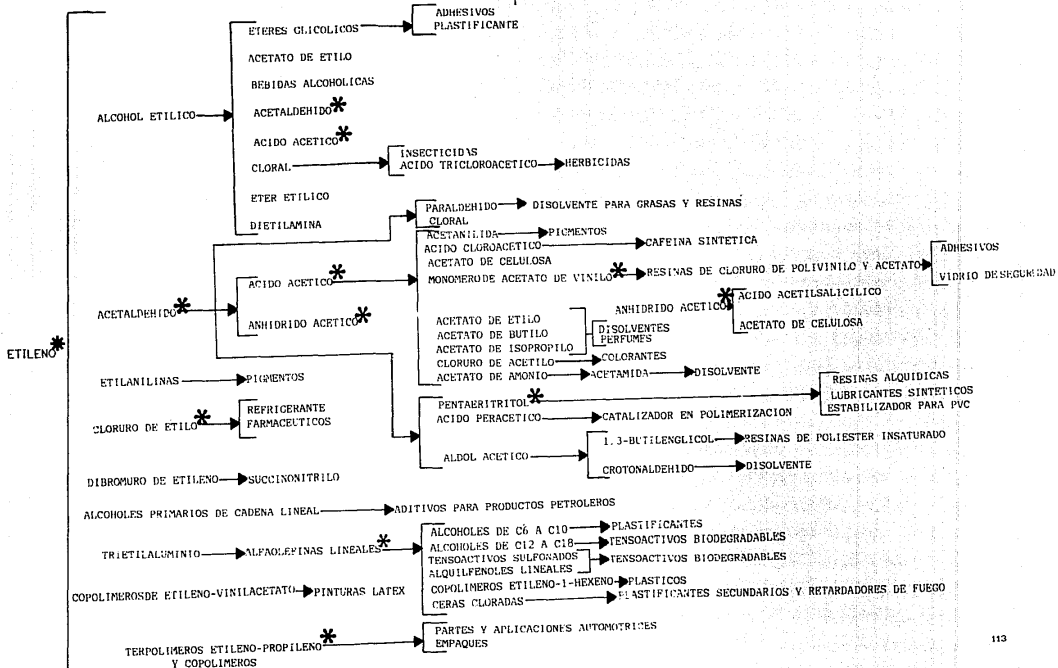 ADHESIVOS
PLASTIFICANTE
ETERES GLICOLICOS
ACETATO DE ETILO
BEBIDAS ALCOHOLICAS
ACETALDEHIDO*
ALCOHOL ETILICO
ACIDO ACETICO*
CLORAL
INSECTICIDAS
ACIDO TRICLOROACETICO
HERBICIDAS
ETER ETILICO
DIETILAMINA
PARALDEHIDO
DISOLVENTE PARA GRASAS Y RESINAS
CLORAL
ACETANILIDA
PIGMENTOS
ACIDO CLOROACETICO
CAFEINA SINTETICA
ACETATO DE CELULOSA
MONOMERO DE ACETATO DE VINILO*
RESINAS DE CLORURO DE POLIVINILO Y ACETATO
ADHESIVOS
VIDRIO DE SEGURIDAD
ACIDO ACETICO*
ACETALDEHIDO*
ANHIDRIDO ACETICO*
ACETATO DE ETILO
ACETATO DE BUTILO
ACETATO DE ISOPROPILO
DISOLVENTES
PERFUMES
ANHIDRIDO ACETICO*
ACIDO ACETILSALICILICO
ACETATO DE CELULOSA
CLORURO DE ACETILO
COLORANTES
ACETATO DE AMONIO
ACETAMIDA
DISOLVENTE
ETILENO*
ETILANILINAS
PIGMENTOS
PENTAERITRITOL*
RESINAS ALQUIDICAS
LUBRICANTES SINTETICOS
ESTABILIZADOR PARA PVC
ACIDO PERACETICO
CATALIZADOR EN POLIMERIZACION
CLORURO DE ETILO*
REFRIGERANTE
FARMACEUTICOS
ALDOL ACETICO
1,3-BUTILENGLICOL
RESINAS DE POLIESTER INSATURADO
CROTONALDEHIDO
DISOLVENTE
DIBROMURO DE ETILENO
SUCCINONITRILO
ALCOHOLES PRIMARIOS DE CADENA LINEAL
ADITIVOS PARA PRODUCTOS PETROLEROS
TRIETILALUMINIO
ALFAOLEFINAS LINEALES*
ALCOHOLES DE C6 A C10
PLASTIFICANTES
ALCOHOLES DE C12 A C18
TENSOACTIVOS BIODEGRADABLES
TENSOACTIVOS SULFONADOS
ALQUILFENOLES LINEALES
TENSOACTIVOS BIODEGRADABLES
COPOLIMEROS ETILENO-1-HEXENO
PLASTICOS
CERAS CLORADAS
PLASTIFICANTES SECUNDARIOS Y RETARDADORES DE FUEGO
COPOLIMEROS DE ETILENO-VINILACETATO
PINTURAS LATEX
TERPOLIMEROS ETILENO-PROPILENO*
Y COPOLIMEROS
PARTES Y APLICACIONES AUTOMOTRICES
EMPAQUES
113